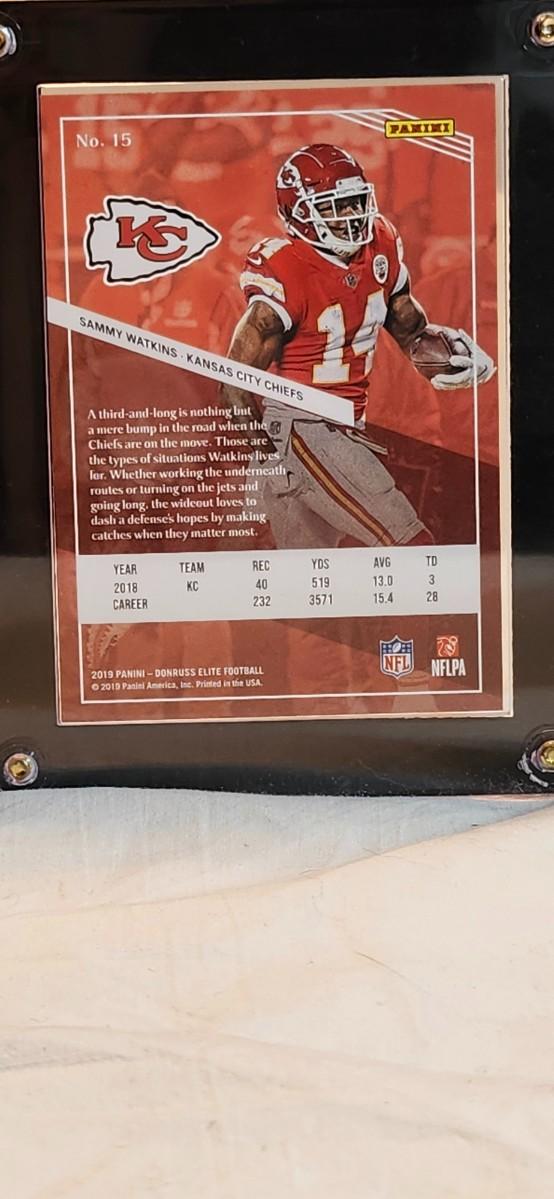 No. 15
PANINI
KC
14
14
SAMMY WATKINS · KANSAS CITY CHIEFS
A third-and-long is nothing but
a mere bump in the road when the
Chiefs are on the move. Those are
the types of situations Watkins lives
for. Whether working the underneath
routes or turning on the jets and
going long, the wideout loves to
dash a defense's hopes by making
catches when they matter most.
YEAR TEAM REC YDS AVG TD
2018 KC 40 519 13.0 3
CAREER 232 3571 15.4 28
2019 PANINI – DONRUSS ELITE FOOTBALL
© 2019 Panini America, Inc. Printed in the USA.
NFL
NFLPA